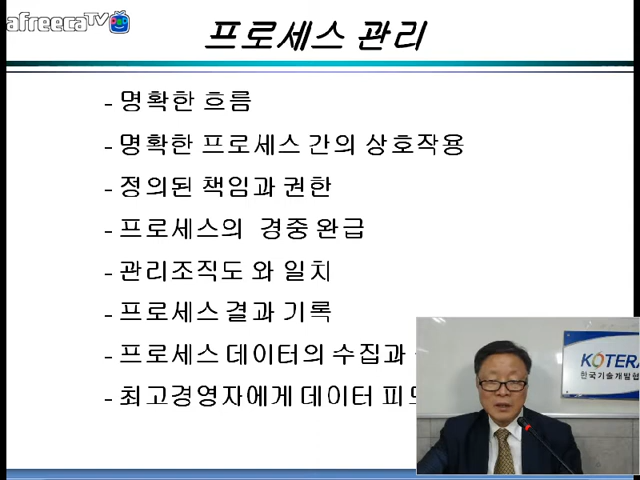 afreecaTV
프로세스 관리
- 명확한 흐름
- 명확한 프로세스 간의 상호작용
- 정의된 책임과 권한
- 프로세스의 경중 완급
- 관리조직도 와 일치
- 프로세스 결과 기록
- 프로세스 데이터의 수집과
- 최고경영자에게 데이터
KOTERA
한국기술개발협